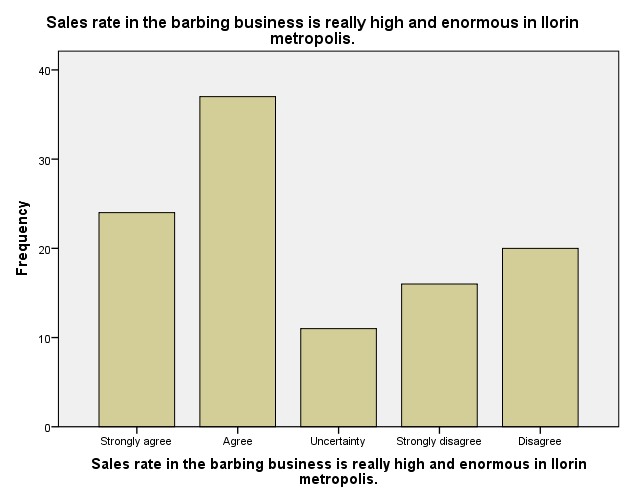 Sales rate in the barbing business is really high and enormous in Ilorin
metropolis.
40
30
20
10
0
Frequency
Strongly agree
Agree
Uncertainty
Strongly disagree
Disagree
Sales rate in the barbing business is really high and enormous in Ilorin
metropolis.